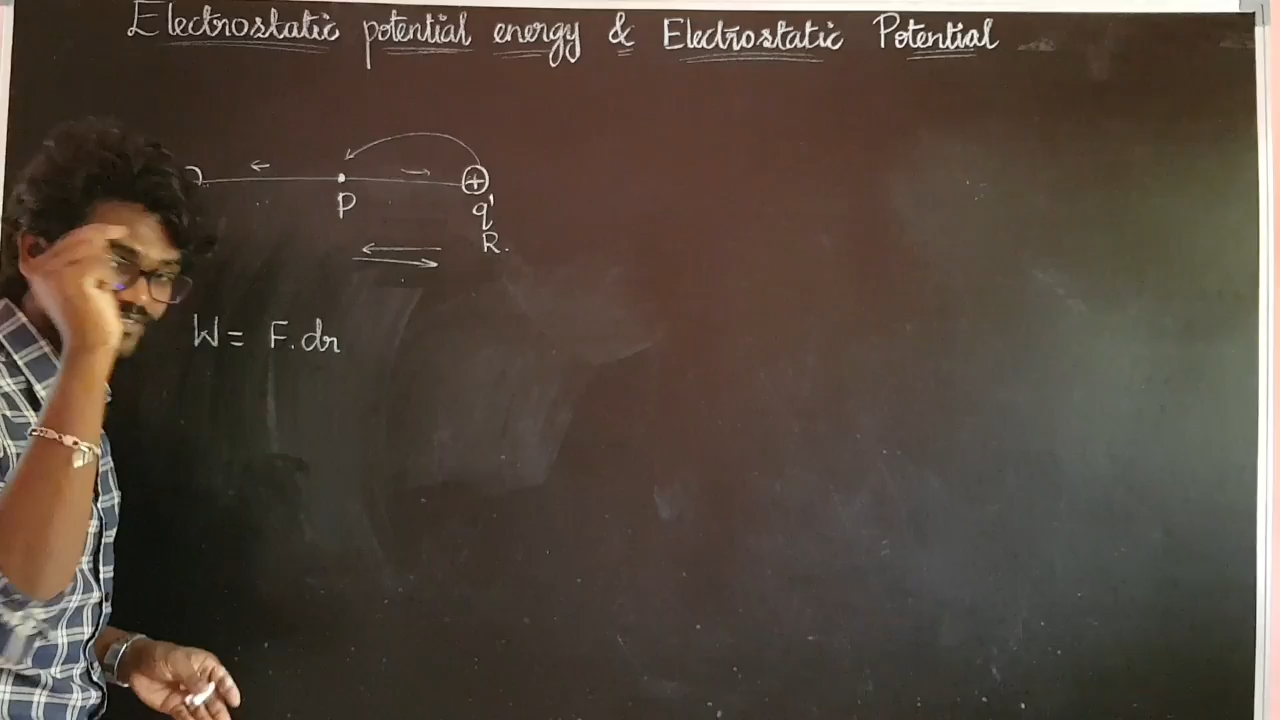 Electrostatic potential energy & Electrostatic Potential
P
+
q'
R.
W = F.dr